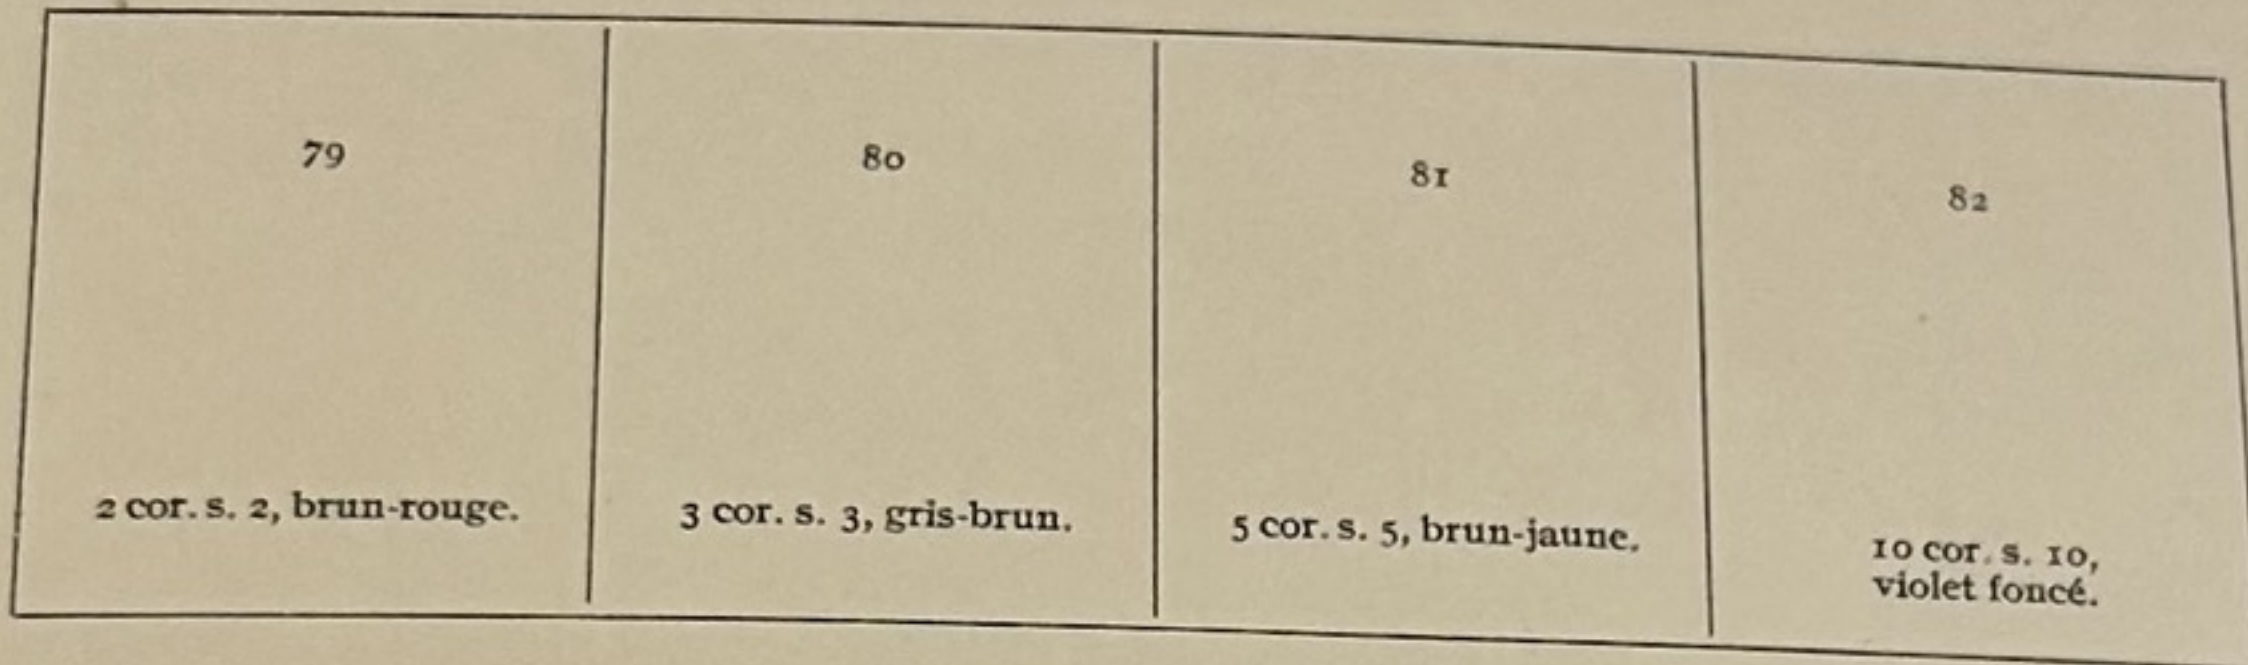 79
80
81
82
2 cor. s. 2, brun-rouge.
3 cor. s. 3, gris-brun.
5 cor. s. 5, brun-jaune.
10 cor. s. 10,
violet foncé.